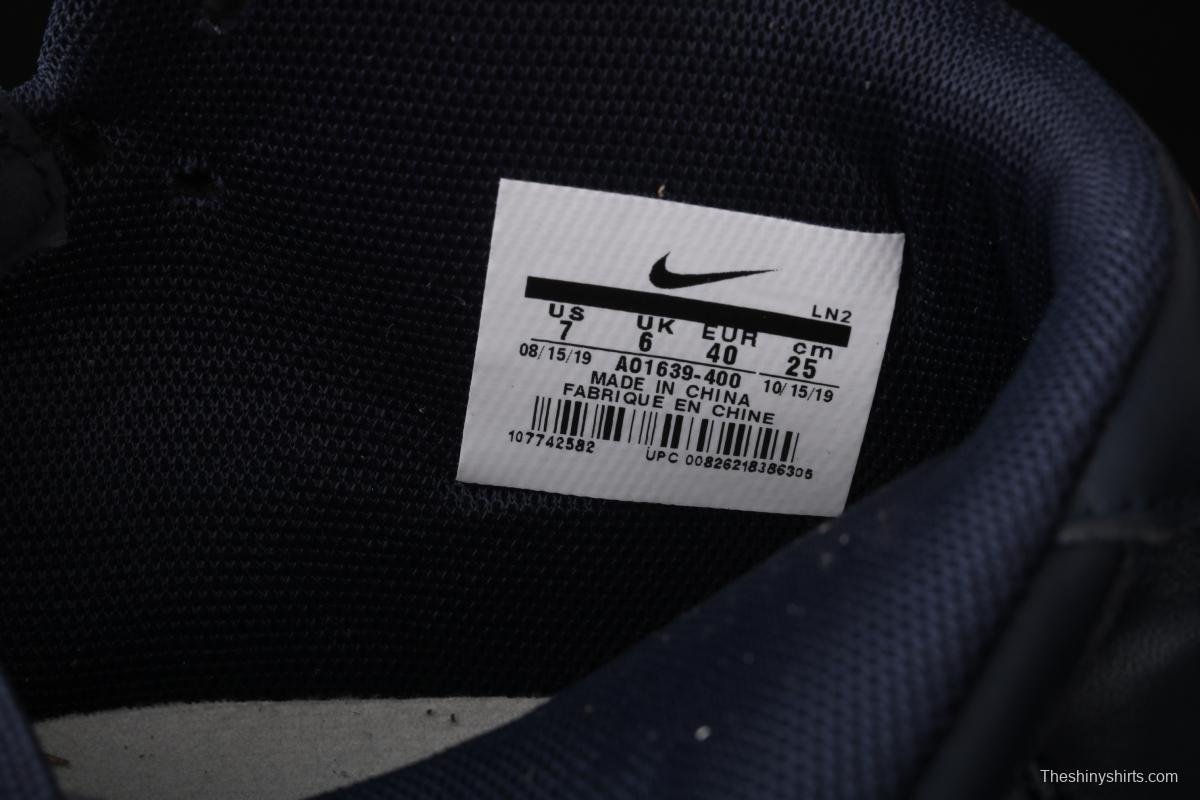 LN2
US UK EUR cm
7 6 40 25
08/15/19 AO1639-400 10/15/19
MADE IN CHINA
FABRIQUE EN CHINE
107742582 UPC 00826218386305
Theshinyshirts.com